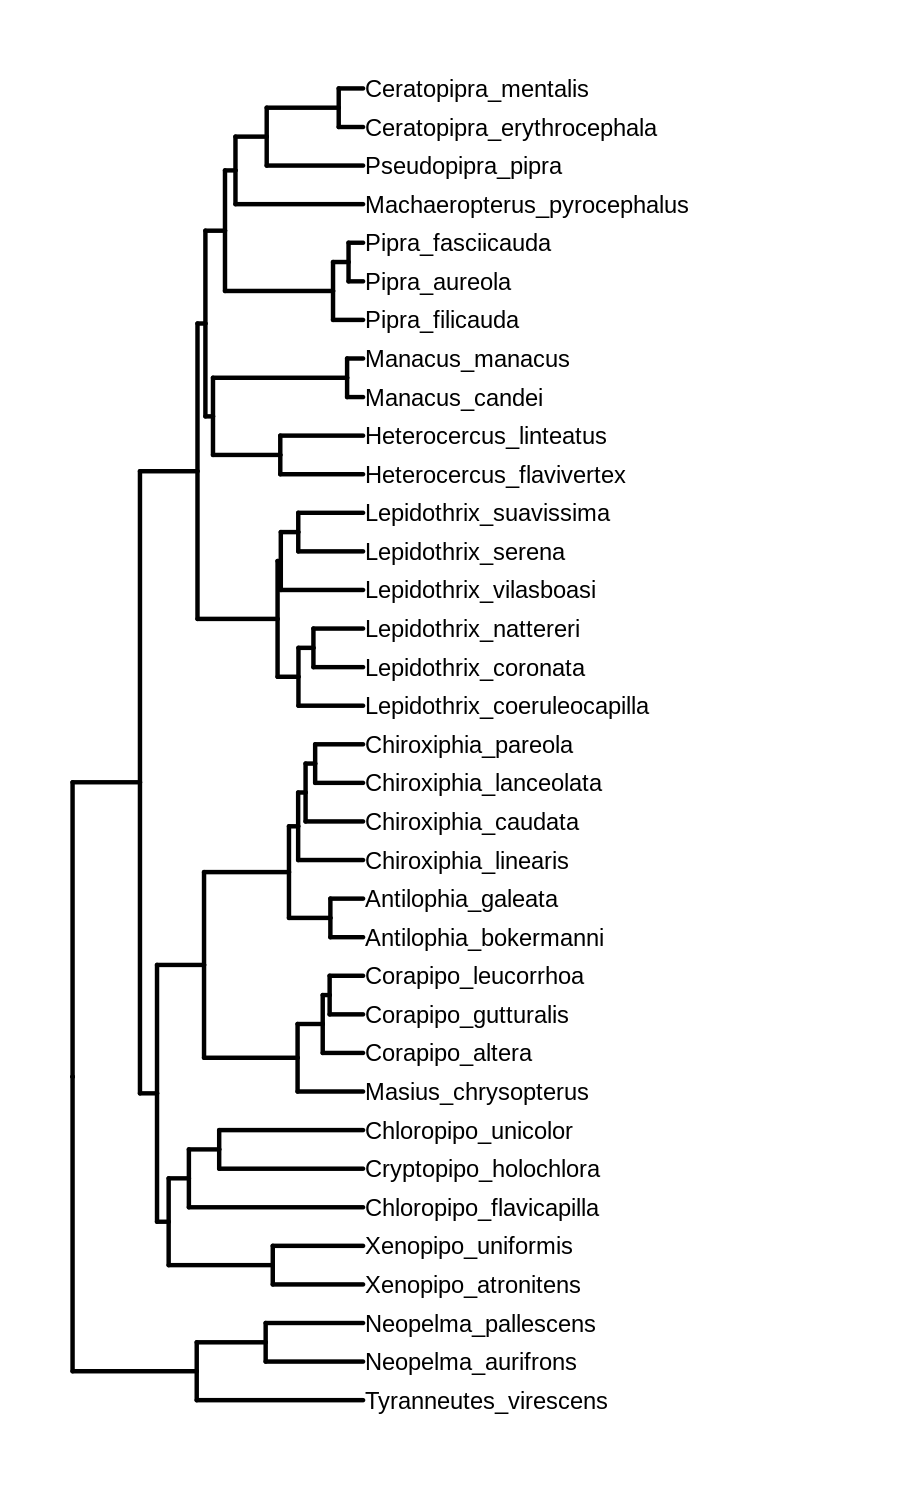 Ceratopipra_mentalis
Ceratopipra_erythrocephala
Pseudopipra_pipra
Machaeropterus_pyrocephalus
Pipra_fasciicauda
Pipra_aureola
Pipra_filicauda
Manacus_manacus
Manacus_candei
Heterocercus_linteatus
Heterocercus_flavivertex
Lepidothrix_suavissima
Lepidothrix_serena
Lepidothrix_vilasboasi
Lepidothrix_nattereri
Lepidothrix_coronata
Lepidothrix_coeruleocapilla
Chiroxiphia_pareola
Chiroxiphia_lanceolata
Chiroxiphia_caudata
Chiroxiphia_linearis
Antilophia_galeata
Antilophia_bokermanni
Corapipo_leucorrhoa
Corapipo_gutturalis
Corapipo_altera
Masius_chrysopterus
Chloropipo_unicolor
Cryptopipo_holochlora
Chloropipo_flavicapilla
Xenopipo_uniformis
Xenopipo_atronitens
Neopelma_pallescens
Neopelma_aurifrons
Tyranneutes_virescens